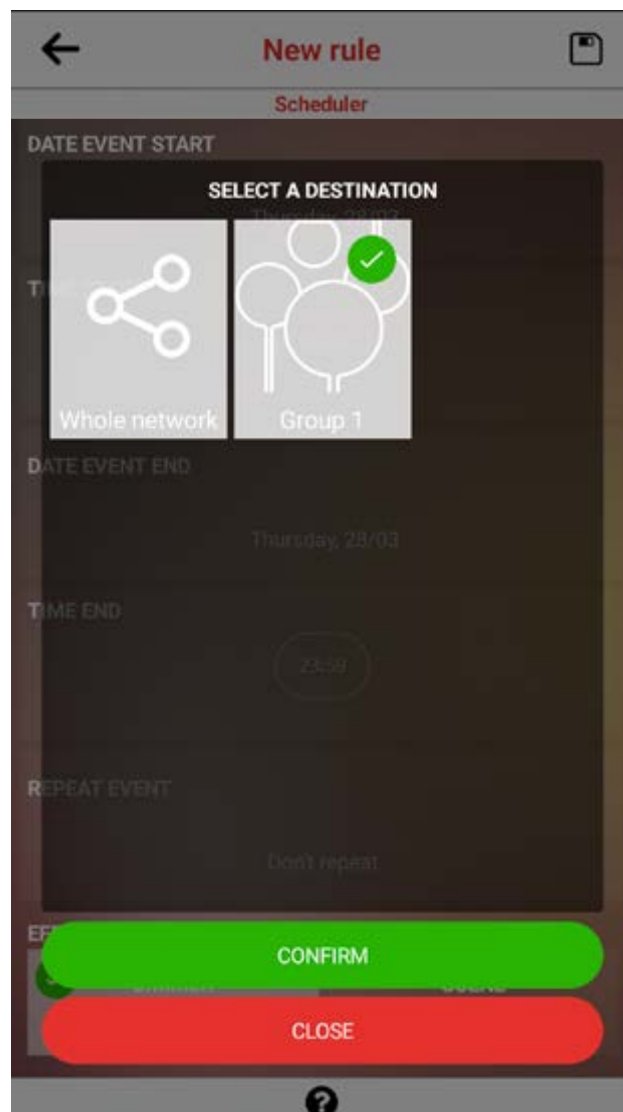 New rule
Scheduler
DATE EVENT START
SELECT A DESTINATION
Thursday, 28/03
Whole network
Group 1
DATE EVENT END
Thursday, 28/03
TIME END
23:59
REPEAT EVENT
Don't repeat
CONFIRM
CLOSE